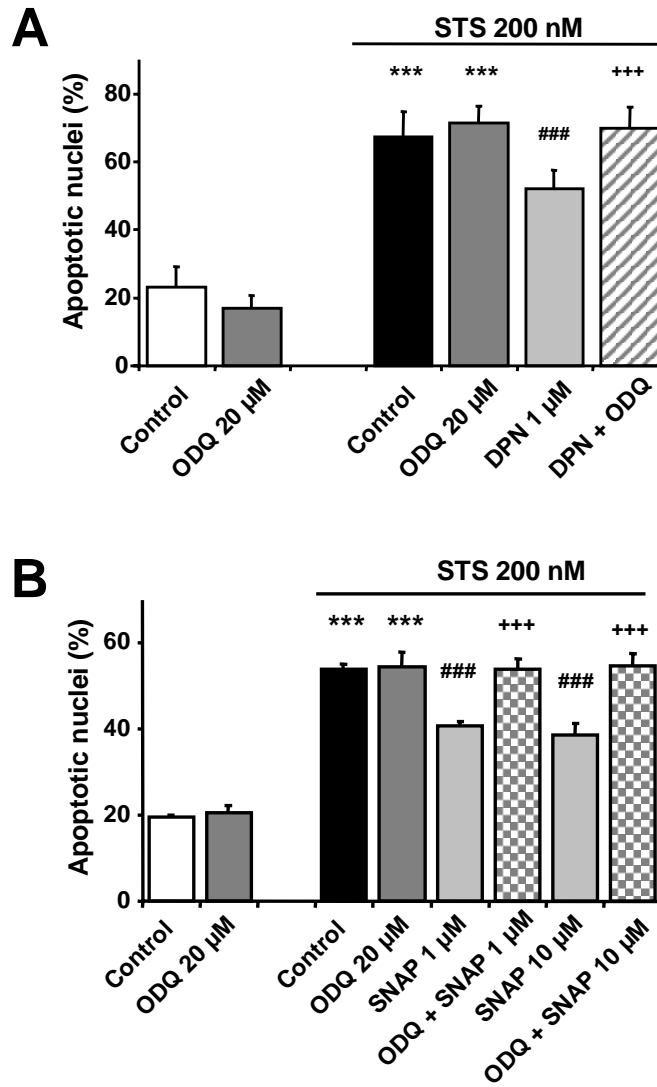 A
STS 200 nM
*** *** ### +++
Apoptotic nuclei (%)
80
60
40
20
0
Control
ODQ 20 µM
Control
ODQ 20 µM
DPN 1 µM
DPN + ODQ
B
STS 200 nM
*** *** ### +++ ### +++
Apoptotic nuclei (%)
60
40
20
0
Control
ODQ 20 µM
Control
ODQ 20 µM
SNAP 1 µM
ODQ + SNAP 1 µM
SNAP 10 µM
ODQ + SNAP 10 µM